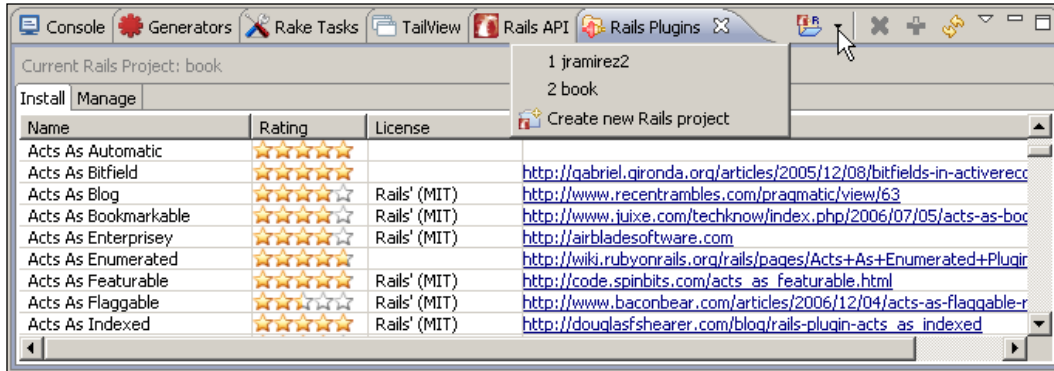 Console Generators Rake Tasks TailView Rails API Rails Plugins
Current Rails Project: book
1 jramirez2
2 book
Create new Rails project
Install Manage
Name Rating License
Acts As Automatic
Acts As Bitfield http://gabriel.gironda.org/articles/2005/12/08/bitfields-in-activereco
Acts As Blog Rails' (MIT) http://www.recentrambles.com/pragmatic/view/63
Acts As Bookmarkable Rails' (MIT) http://www.juixe.com/techknow/index.php/2006/07/05/acts-as-boo
Acts As Enterprisey Rails' (MIT) http://airbladesoftware.com
Acts As Enumerated http://wiki.rubyonrails.org/rails/pages/Acts+As+Enumerated+Plugin
Acts As Featurable Rails' (MIT) http://code.spinbits.com/acts_as_featurable.html
Acts As Flaggable Rails' (MIT) http://www.baconbear.com/articles/2006/12/04/acts-as-flaggable-r
Acts As Indexed Rails' (MIT) http://douglasfshearer.com/blog/rails-plugin-acts_as_indexed